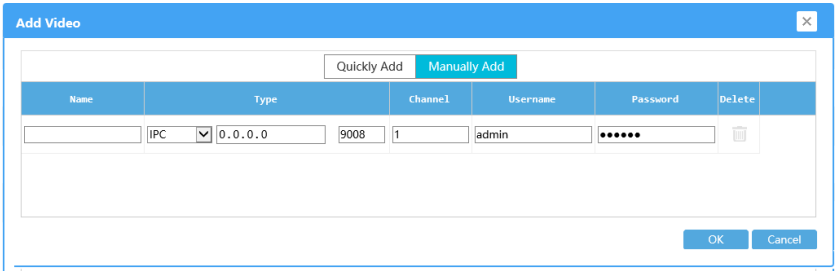 Add Video
Quickly Add Manually Add
Name Type Channel Username Password Delete
IPC 0.0.0.0 9008 1 admin ●●●●●●
OK Cancel